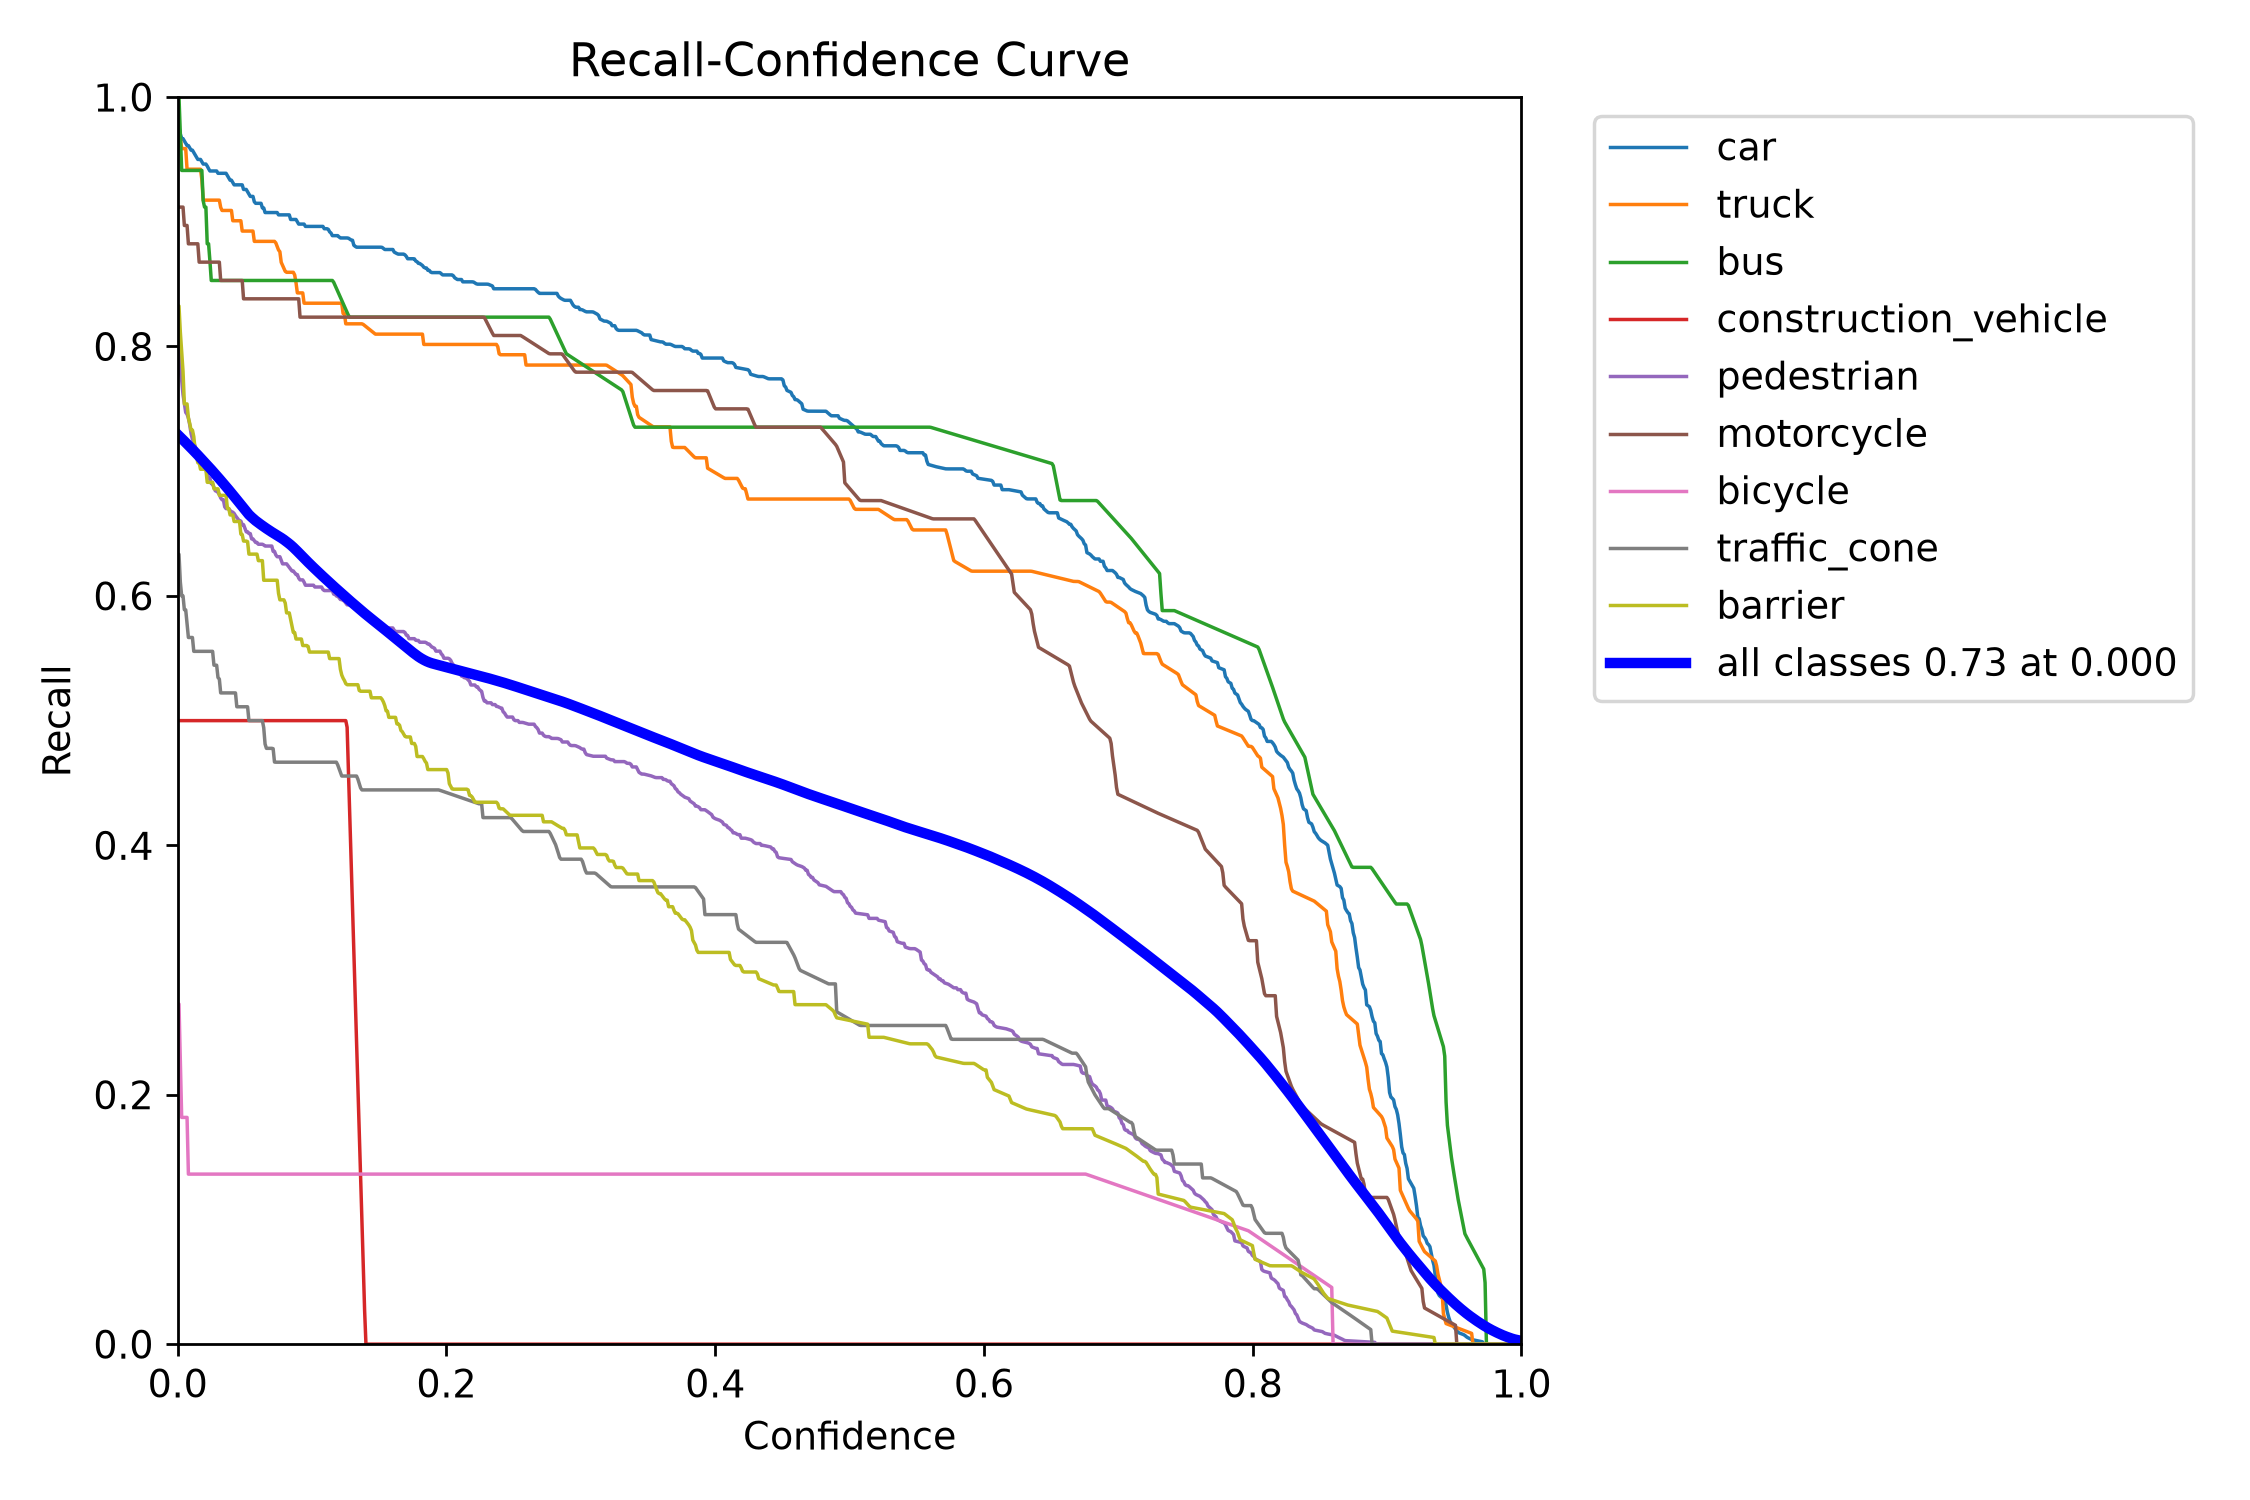 Recall-Confidence Curve
1.0
0.8
0.6
0.4
0.2
0.0
Recall
0.0 0.2 0.4 0.6 0.8 1.0
Confidence
car
truck
bus
construction_vehicle
pedestrian
motorcycle
bicycle
traffic_cone
barrier
all classes 0.73 at 0.000